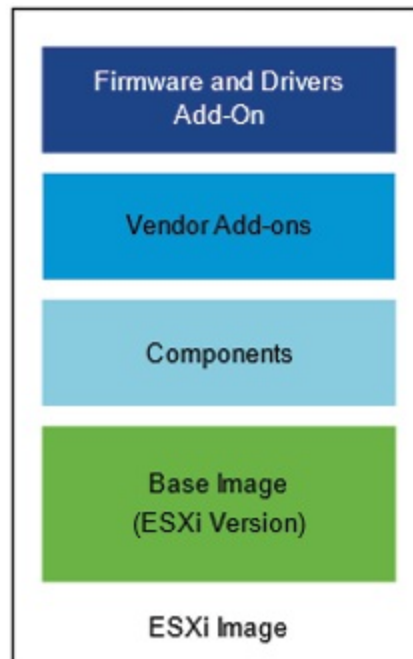 Firmware and Drivers
Add-On
Vendor Add-ons
Components
Base Image
(ESXi Version)
ESXi Image